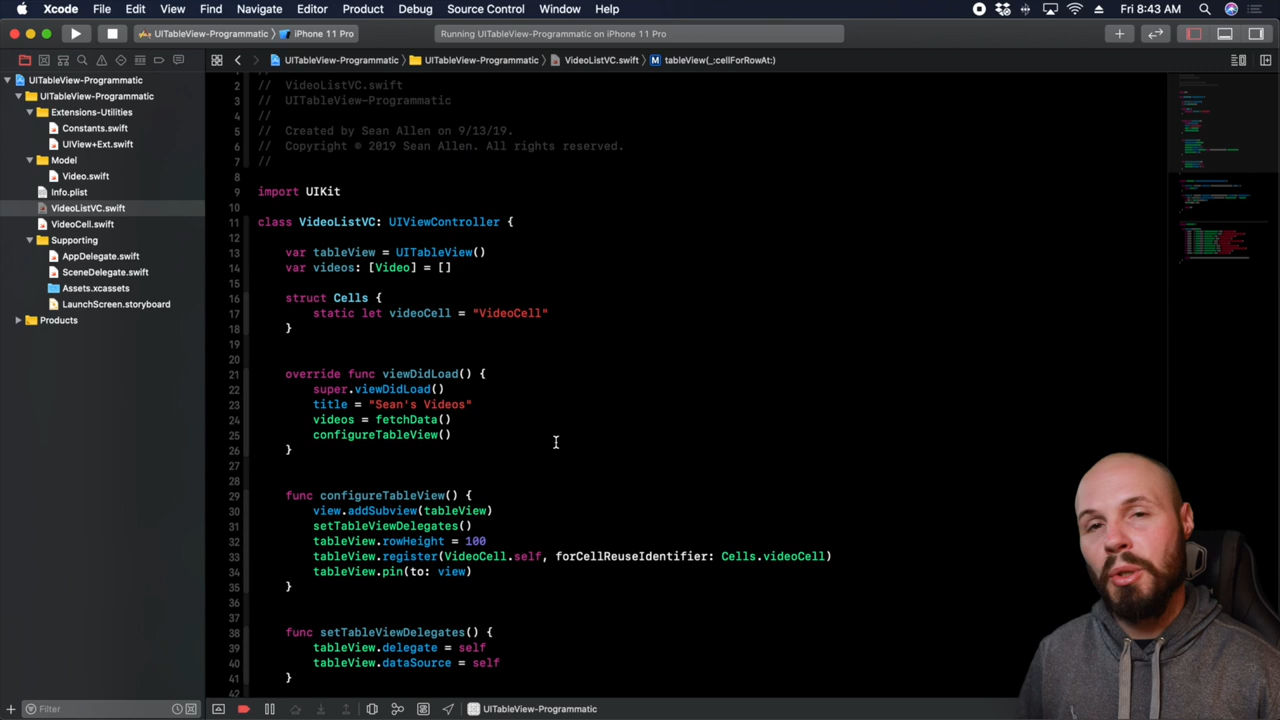 Xcode File Edit View Find Navigate Editor Product Debug Source Control Window Help Fri 8:43 AM
UITableView-Programmatic iPhone 11 Pro Running UITableView-Programmatic on iPhone 11 Pro
UITableView-Programmatic
UITableView-Programmatic
Extensions-Utilities
Constants.swift
UIView+Ext.swift
Model
Video.swift
Info.plist
VideoListVC.swift
VideoCell.swift
Supporting
AppDelegate.swift
SceneDelegate.swift
Assets.xcassets
LaunchScreen.storyboard
Products
Filter
UITableView-Programmatic UITableView-Programmatic VideoListVC.swift M tableView(_:cellForRowAt:)
2 // VideoListVC.swift
3 // UITableView-Programmatic
4 //
5 // Created by Sean Allen on 9/13/19.
6 // Copyright © 2019 Sean Allen. All rights reserved.
7 //
8
9 import UIKit
10
11 class VideoListVC: UIViewController {
12
13 var tableView = UITableView()
14 var videos: [Video] = []
15
16 struct Cells {
17 static let videoCell = "VideoCell"
18 }
19
20
21 override func viewDidLoad() {
22 super.viewDidLoad()
23 title = "Sean's Videos"
24 videos = fetchData()
25 configureTableView()
26 }
27
28
29 func configureTableView() {
30 view.addSubview(tableView)
31 setTableViewDelegates()
32 tableView.rowHeight = 100
33 tableView.register(VideoCell.self, forCellReuseIdentifier: Cells.videoCell)
34 tableView.pin(to: view)
35 }
36
37
38 func setTableViewDelegates() {
39 tableView.delegate = self
40 tableView.dataSource = self
41 }
42
UITableView-Programmatic